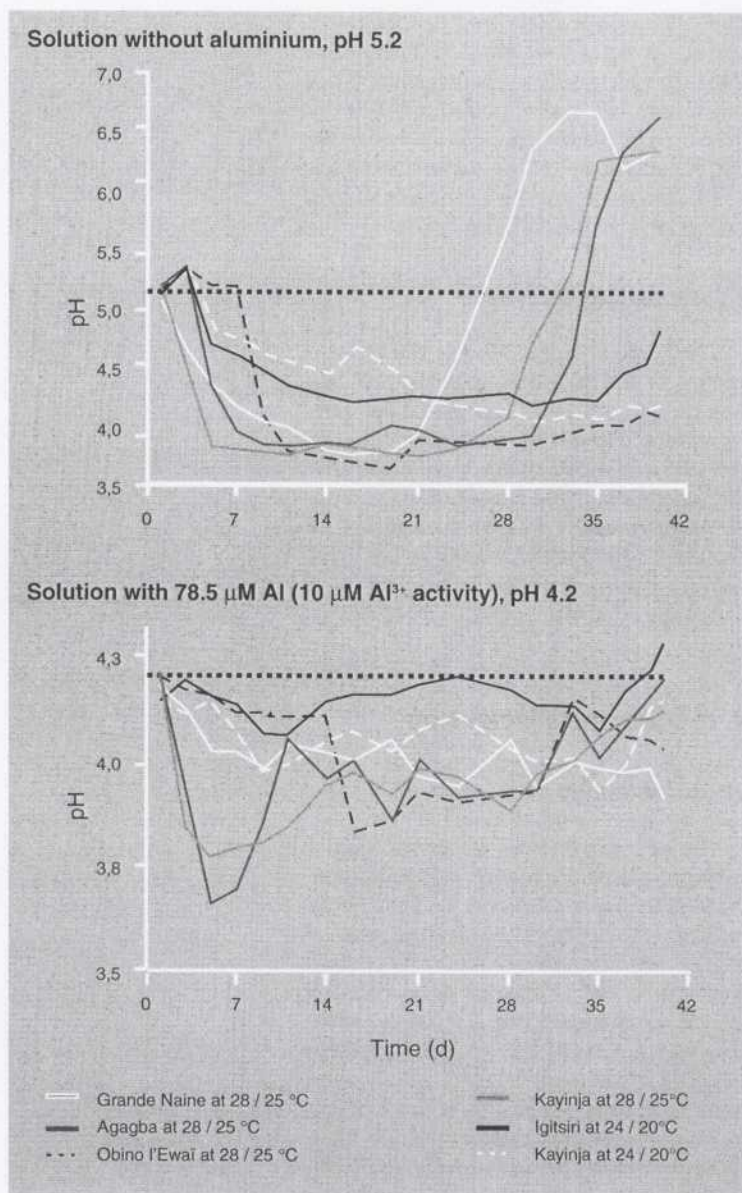 Solution without aluminium, pH 5.2
7,0
6,5
6,0
5,5
5,0
4,5
4,0
3,5
pH
0 7 14 21 28 35 42
Solution with 78.5 µM Al (10 µM Al³⁺ activity), pH 4.2
4,3
4,0
3,8
3,5
pH
0 7 14 21 28 35 42
Time (d)
Grande Naine at 28 / 25 °C
Agagba at 28 / 25 °C
Obino l'Ewaï at 28 / 25 °C
Kayinja at 28 / 25°C
Igitsiri at 24 / 20°C
Kayinja at 24 / 20°C